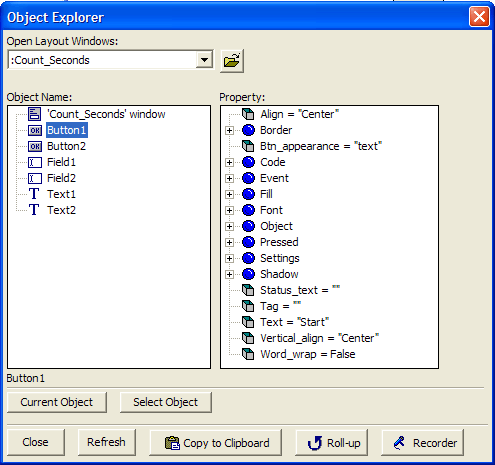 Object Explorer
Open Layout Windows:
:Count_Seconds
Object Name:
'Count_Seconds' window
OK Button1
OK Button2
Field1
Field2
T Text1
T Text2
Property:
Align = "Center"
Border
Btn_appearance = "text"
Code
Event
Fill
Font
Object
Pressed
Settings
Shadow
Status_text = ""
Tag = ""
Text = "Start"
Vertical_align = "Center"
Word_wrap = False
Button1
Current Object Select Object
Close Refresh Copy to Clipboard Roll-up Recorder